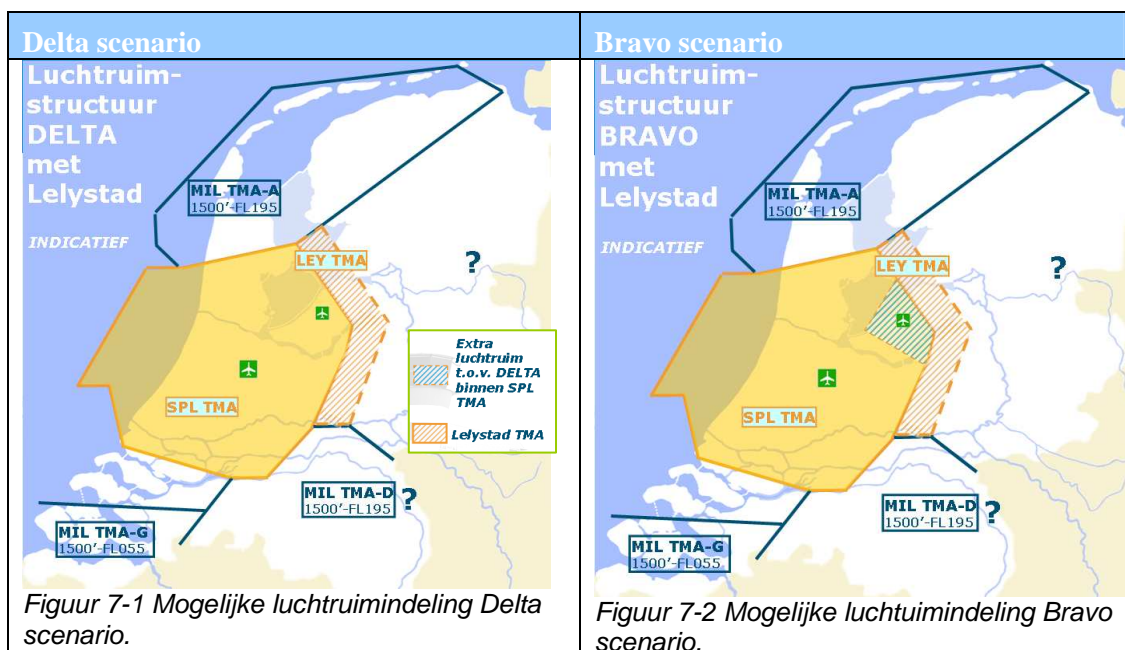 Delta scenario
Luchtruim-
structuur
DELTA
met
Lelystad
INDICATIEF
MIL TMA-A
1500'-FL195
LEY TMA
?
SPL TMA
Extra
luchtruim
t.o.v. DELTA
binnen SPL
TMA
Lelystad TMA
MIL TMA-D
1500'-FL195
?
MIL TMA-G
1500'-FL055
Figuur 7-1 Mogelijke luchtruimindeling Delta
scenario.
Bravo scenario
Luchtruim-
structuur
BRAVO
met
Lelystad
INDICATIEF
MIL TMA-A
1500'-FL195
LEY TMA
?
SPL TMA
MIL TMA-D
1500'-FL195
?
MIL TMA-G
1500'-FL055
Figuur 7-2 Mogelijke luchtuimindeling Bravo
scenario.